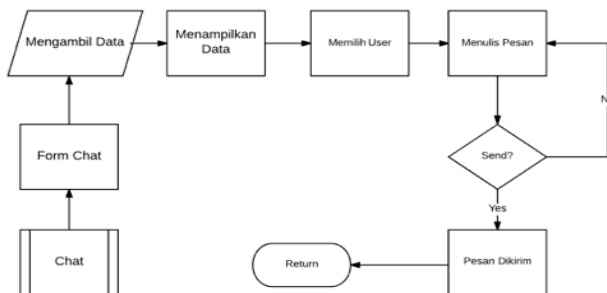 Mengambil Data
Menampilkan
Data
Memilih User
Menulis Pesan
Form Chat
Send?
N
Yes
Chat
Return
Pesan Dikirim